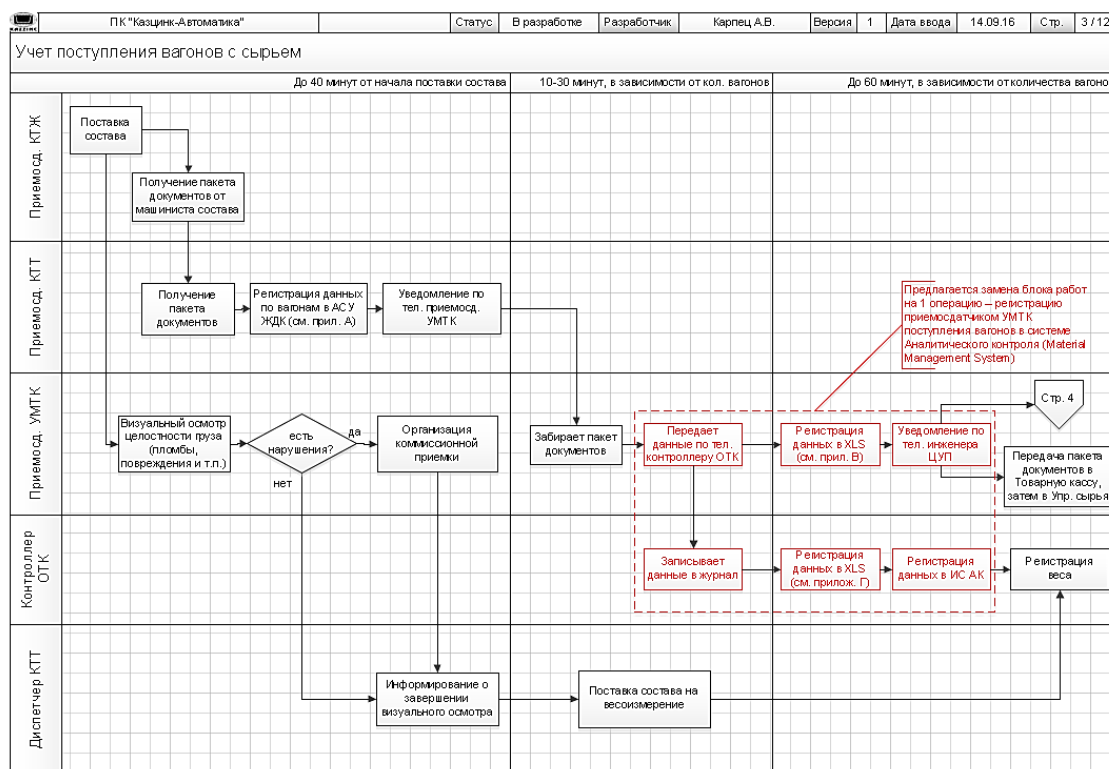 ПК "Казцинк-Автоматика" Статус В разработке Разработчик Карпец А.В. Версия 1 Дата ввода 14.09.16 Стр. 3 / 12
KAZZINC
Учет поступления вагонов с сырьем
До 40 минут от начала поставки состава
10-30 минут, в зависимости от кол. вагонов
До 60 минут, в зависимости от количества вагоно
Приемосд. КТЖ
Поставка
состава
Получение пакета
документов от
машиниста состава
Приемосд. КТТ
Получение
пакета
документов
Регистрация данных
по вагонам в АСУ
ЖДК (см. прил. А)
Уведомление по
тел. приемосд.
УМТК
Предлагается замена блока работ
на 1 операцию – регистрацию
приемосдатчиком УМТК
поступления вагонов в системе
Аналитического контроля (Material
Management System)
Приемосд. УМТК
Визуальный осмотр
целостности груза
(пломбы,
повреждения и т.п.)
есть
нарушения?
да
нет
Организация
коммиссионной
приемки
Забирает пакет
документов
Передает
данные по тел.
контроллеру ОТК
Регистрация
данных в XLS
(см. прил. В)
Уведомление по
тел. инженера
ЦУП
Стр. 4
Передача пакета
документов в
Товарную кассу,
затем в Упр. сырья
Контроллер
ОТК
Записывает
данные в журнал
Регистрация
данных в XLS
(см. прилож. Г)
Регистрация
данных в ИС АК
Регистрация
веса
Диспетчер КТТ
Информирование о
завершении
визуального осмотра
Поставка состава на
весоизмерение